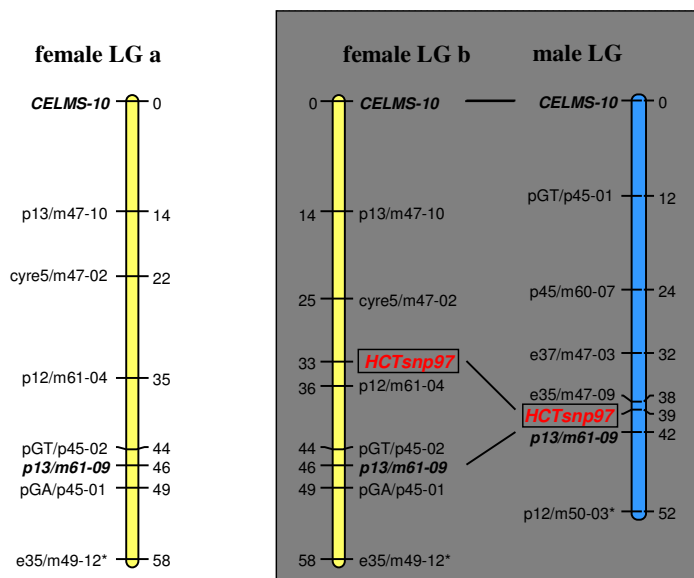 female LG a
CELMS-10 0
p13/m47-10 14
cyre5/m47-02 22
p12/m61-04 35
pGT/p45-02 44
p13/m61-09 46
pGA/p45-01 49
e35/m49-12* 58
female LG b
0 CELMS-10
14 p13/m47-10
25 cyre5/m47-02
33 HCTsnp97
36 p12/m61-04
44 pGT/p45-02
46 p13/m61-09
49 pGA/p45-01
58 e35/m49-12*
male LG
CELMS-10 0
pGT/p45-01 12
p45/m60-07 24
e37/m47-03 32
e35/m47-09 38
HCTsnp97 39
p13/m61-09 42
p12/m50-03* 52